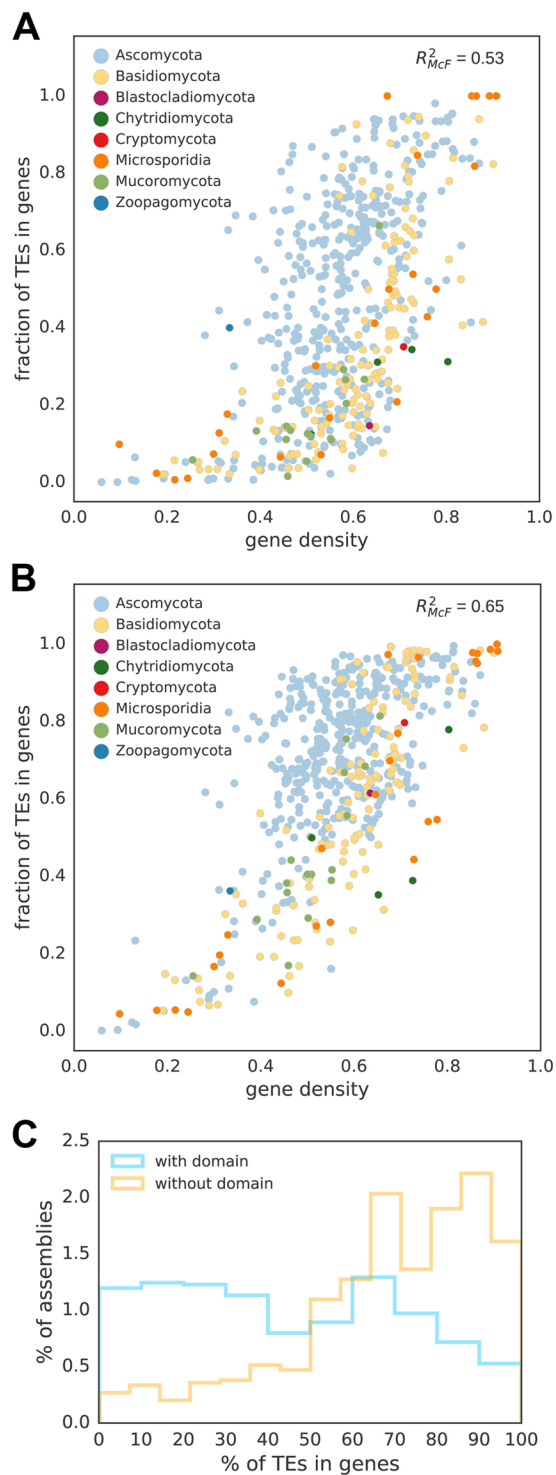 A
Ascomycota
Basidiomycota
Blastocladiomycota
Chytridiomycota
Cryptomycota
Microsporidia
Mucoromycota
Zoopagomycota
R²McF = 0.53
fraction of TEs in genes
1.0
0.8
0.6
0.4
0.2
0.0
0.0 0.2 0.4 0.6 0.8 1.0
gene density
B
Ascomycota
Basidiomycota
Blastocladiomycota
Chytridiomycota
Cryptomycota
Microsporidia
Mucoromycota
Zoopagomycota
R²McF = 0.65
fraction of TEs in genes
1.0
0.8
0.6
0.4
0.2
0.0
0.0 0.2 0.4 0.6 0.8 1.0
gene density
C
with domain
without domain
% of assemblies
2.5
2.0
1.5
1.0
0.5
0.0
0 10 20 30 40 50 60 70 80 90 100
% of TEs in genes